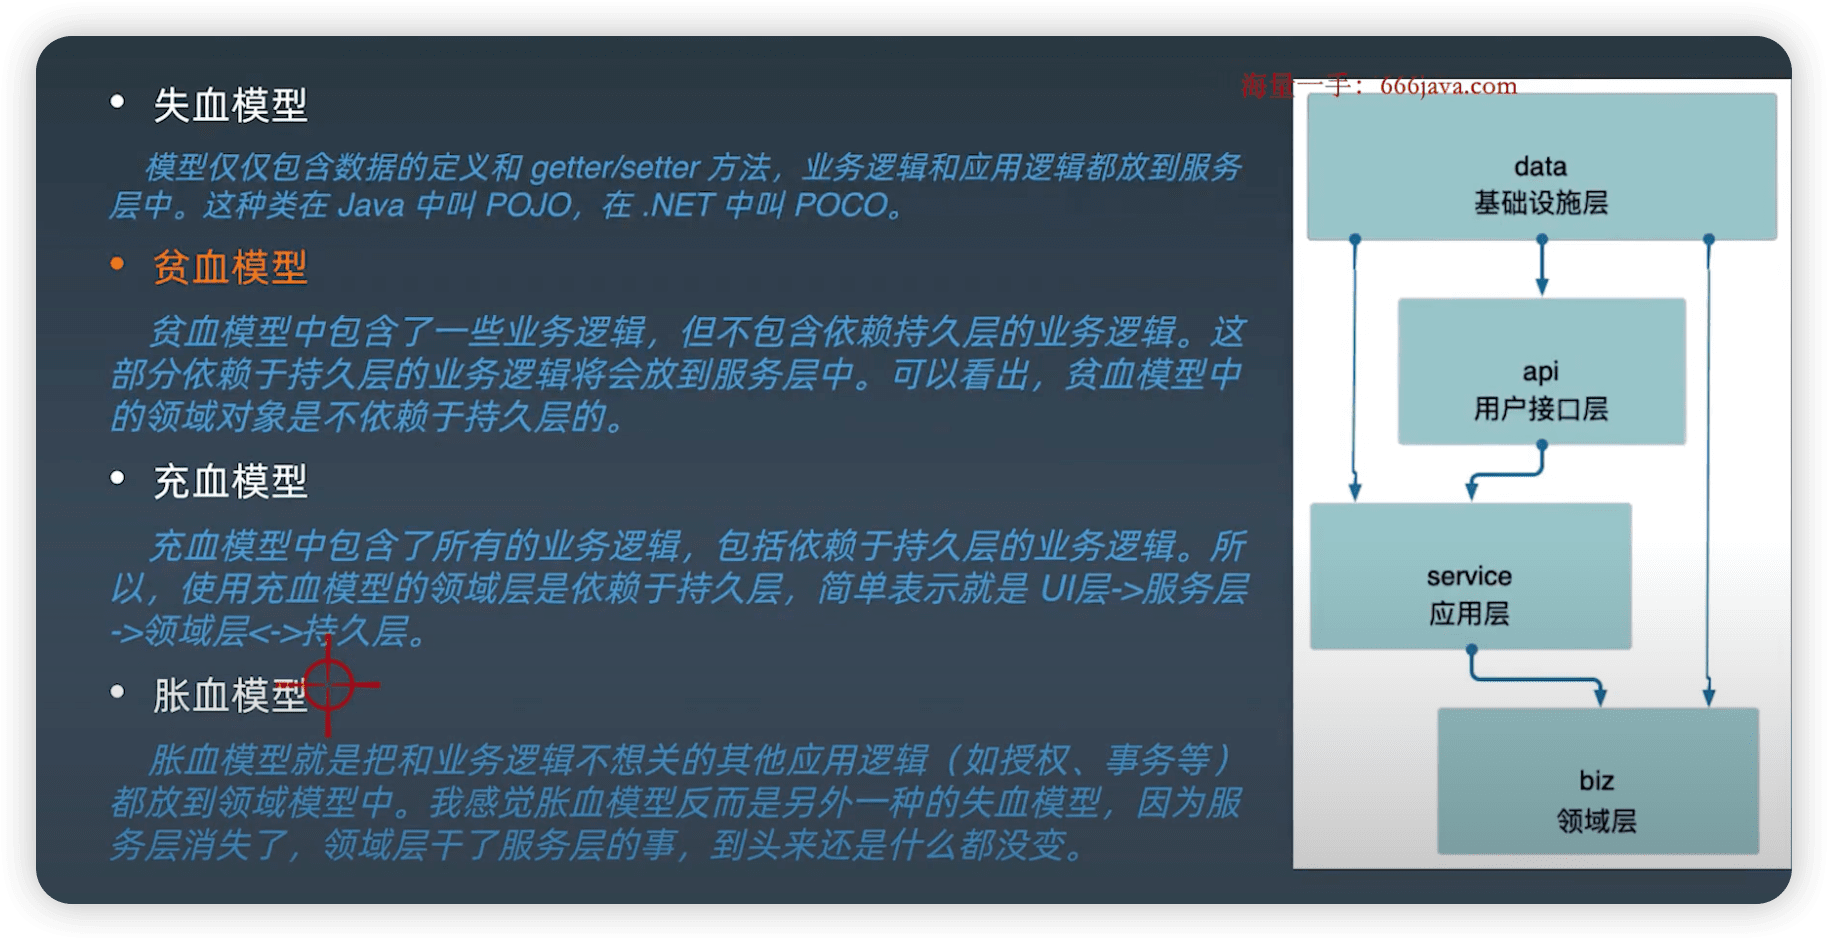 海量一手：666java.com
• 失血模型
模型仅仅包含数据的定义和 getter/setter 方法，业务逻辑和应用逻辑都放到服务
层中。这种类在 Java 中叫 POJO，在 .NET 中叫 POCO。
• 贫血模型
贫血模型中包含了一些业务逻辑，但不包含依赖持久层的业务逻辑。这
部分依赖于持久层的业务逻辑将会放到服务层中。可以看出，贫血模型中
的领域对象是不依赖于持久层的。
• 充血模型
充血模型中包含了所有的业务逻辑，包括依赖于持久层的业务逻辑。所
以，使用充血模型的领域层是依赖于持久层，简单表示就是 UI层->服务层
->领域层<->持久层。
• 胀血模型
胀血模型就是把和业务逻辑不想关的其他应用逻辑（如授权、事务等）
都放到领域模型中。我感觉胀血模型反而是另外一种的失血模型，因为服
务层消失了，领域层干了服务层的事，到头来还是什么都没变。
data
基础设施层
api
用户接口层
service
应用层
biz
领域层